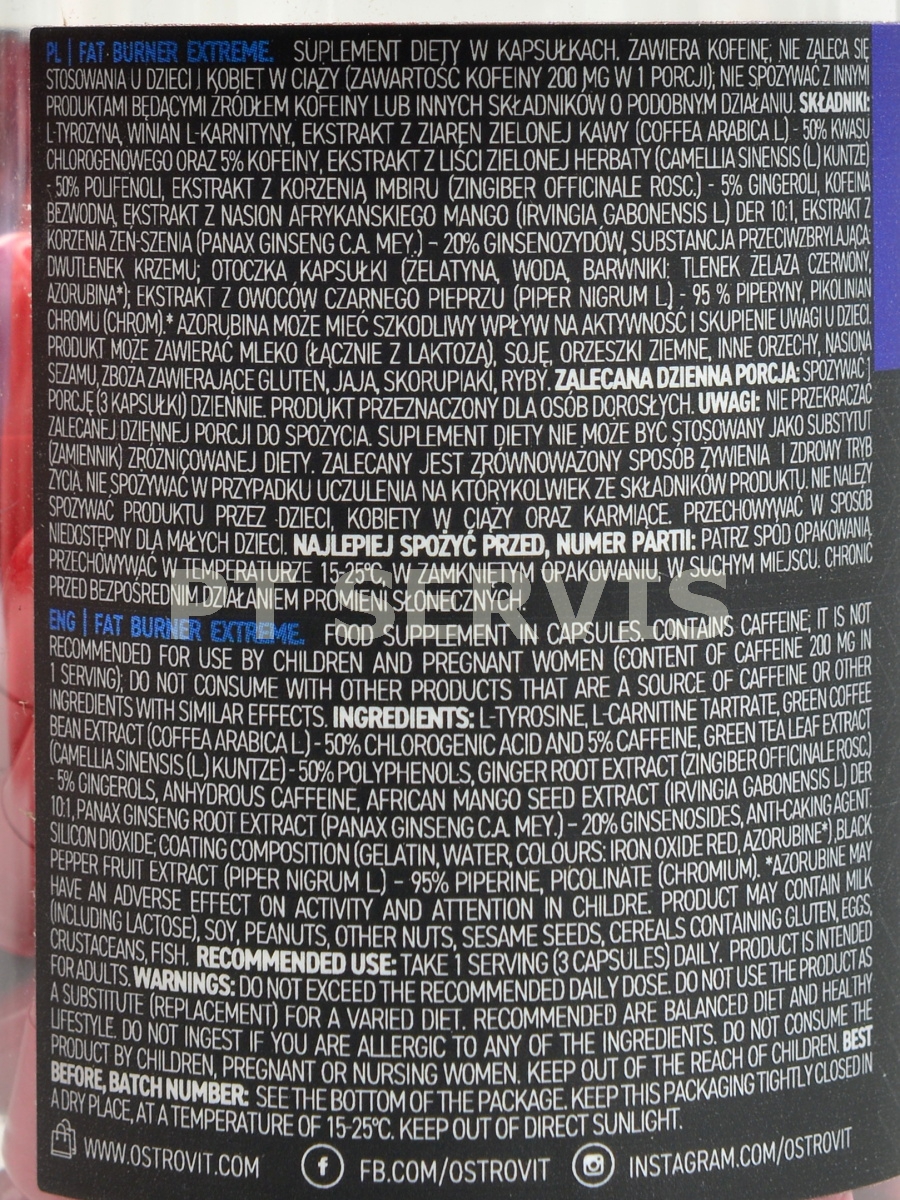 PL | FAT BURNER EXTREME. SUPLEMENT DIETY W KAPSUŁKACH. ZAWIERA KOFEINĘ; NIE ZALECA SIĘ
STOSOWANIA U DZIECI I KOBIET W CIĄŻY (ZAWARTOŚĆ KOFEINY 200 MG W 1 PORCJI); NIE SPOŻYWAĆ Z INNYMI
PRODUKTAMI BĘDĄCYMI ŹRÓDŁEM KOFEINY LUB INNYCH SKŁADNIKÓW O PODOBNYM DZIAŁANIU. SKŁADNIKI:
L-TYROZYNA, WINIAN L-KARNITYNY, EKSTRAKT Z ZIAREN ZIELONEJ KAWY (COFFEA ARABICA L.) - 50% KWASU
CHLOROGENOWEGO ORAZ 5% KOFEINY, EKSTRAKT Z LIŚCI ZIELONEJ HERBATY (CAMELLIA SINENSIS (L.) KUNTZE)
- 50% POLIFENOLI, EKSTRAKT Z KORZENIA IMBIRU (ZINGIBER OFFICINALE ROSC.) - 5% GINGEROLI, KOFEINA
BEZWODNA, EKSTRAKT Z NASION AFRYKAŃSKIEGO MANGO (IRVINGIA GABONENSIS L.) DER 10:1, EKSTRAKT Z
KORZENIA ŻEŃ-SZENIA (PANAX GINSENG C.A. MEY.) – 20% GINSENOZYDÓW, SUBSTANCJA PRZECIWZBRYLAJĄCA:
DWUTLENEK KRZEMU; OTOCZKA KAPSUŁKI (ŻELATYNA, WODA, BARWNIKI: TLENEK ŻELAZA CZERWONY,
AZORUBINA*), EKSTRAKT Z OWOCÓW CZARNEGO PIEPRZU (PIPER NIGRUM L.) - 95 % PIPERYNY, PIKOLINIAN
CHROMU (CHROM).* AZORUBINA MOŻE MIEĆ SZKODLIWY WPŁYW NA AKTYWNOŚĆ I SKUPIENIE UWAGI U DZIECI.
PRODUKT MOŻE ZAWIERAĆ MLEKO (ŁĄCZNIE Z LAKTOZĄ), SOJĘ, ORZESZKI ZIEMNE, INNE ORZECHY, NASIONA
SEZAMU, ZBOŻA ZAWIERAJĄCE GLUTEN, JAJA, SKORUPIAKI, RYBY. ZALECANA DZIENNA PORCJA: SPOŻYWAĆ 1
PORCJĘ (3 KAPSUŁKI) DZIENNIE. PRODUKT PRZEZNACZONY DLA OSÓB DOROSŁYCH. UWAGI: NIE PRZEKRACZAĆ
ZALECANEJ DZIENNEJ PORCJI DO SPOŻYCIA. SUPLEMENT DIETY NIE MOŻE BYĆ STOSOWANY JAKO SUBSTYTUT
(ZAMIENNIK) ZRÓŻNICOWANEJ DIETY. ZALECANY JEST ZRÓWNOWAŻONY SPOSÓB ŻYWIENIA I ZDROWY TRYB
ŻYCIA. NIE SPOŻYWAĆ W PRZYPADKU UCZULENIA NA KTÓRYKOLWIEK ZE SKŁADNIKÓW PRODUKTU. NIE NALEŻY
SPOŻYWAĆ PRODUKTU PRZEZ DZIECI, KOBIETY W CIĄŻY ORAZ KARMIĄCE. PRZECHOWYWAĆ W SPOSÓB
NIEDOSTĘPNY DLA MAŁYCH DZIECI. NAJLEPIEJ SPOŻYĆ PRZED, NUMER PARTII: PATRZ SPÓD OPAKOWANIA.
PRZECHOWYWAĆ W TEMPERATURZE 15-25°C, W ZAMKNIĘTYM OPAKOWANIU, W SUCHYM MIEJSCU. CHRONIĆ
PRZED BEZPOŚREDNIM DZIAŁANIEM PROMIENI SŁONECZNYCH.
PT SERVIS
ENG | FAT BURNER EXTREME. FOOD SUPPLEMENT IN CAPSULES. CONTAINS CAFFEINE; IT IS NOT
RECOMMENDED FOR USE BY CHILDREN AND PREGNANT WOMEN (CONTENT OF CAFFEINE 200 MG IN
1 SERVING); DO NOT CONSUME WITH OTHER PRODUCTS THAT ARE A SOURCE OF CAFFEINE OR OTHER
INGREDIENTS WITH SIMILAR EFFECTS. INGREDIENTS: L-TYROSINE, L-CARNITINE TARTRATE, GREEN COFFEE
BEAN EXTRACT (COFFEA ARABICA L.) - 50% CHLOROGENIC ACID AND 5% CAFFEINE, GREEN TEA LEAF EXTRACT
(CAMELLIA SINENSIS (L.) KUNTZE) - 50% POLYPHENOLS, GINGER ROOT EXTRACT (ZINGIBER OFFICINALE ROSC.)
- 5% GINGEROLS, ANHYDROUS CAFFEINE, AFRICAN MANGO SEED EXTRACT (IRVINGIA GABONENSIS L.) DER
10:1, PANAX GINSENG ROOT EXTRACT (PANAX GINSENG C.A. MEY.) – 20% GINSENOSIDES, ANTI-CAKING AGENT:
SILICON DIOXIDE; COATING COMPOSITION (GELATIN, WATER, COLOURS: IRON OXIDE RED, AZORUBINE*), BLACK
PEPPER FRUIT EXTRACT (PIPER NIGRUM L.) – 95% PIPERINE, PICOLINATE (CHROMIUM). *AZORUBINE MAY
HAVE AN ADVERSE EFFECT ON ACTIVITY AND ATTENTION IN CHILDRE. PRODUCT MAY CONTAIN MILK
(INCLUDING LACTOSE), SOY, PEANUTS, OTHER NUTS, SESAME SEEDS, CEREALS CONTAINING GLUTEN, EGGS,
CRUSTACEANS, FISH. RECOMMENDED USE: TAKE 1 SERVING (3 CAPSULES) DAILY. PRODUCT IS INTENDED
FOR ADULTS. WARNINGS: DO NOT EXCEED THE RECOMMENDED DAILY DOSE. DO NOT USE THE PRODUCT AS
A SUBSTITUTE (REPLACEMENT) FOR A VARIED DIET. RECOMMENDED ARE BALANCED DIET AND HEALTHY
LIFESTYLE. DO NOT INGEST IF YOU ARE ALLERGIC TO ANY OF THE INGREDIENTS. DO NOT CONSUME THE
PRODUCT BY CHILDREN, PREGNANT OR NURSING WOMEN. KEEP OUT OF THE REACH OF CHILDREN. BEST
BEFORE, BATCH NUMBER: SEE THE BOTTOM OF THE PACKAGE. KEEP THIS PACKAGING TIGHTLY CLOSED IN
A DRY PLACE, AT A TEMPERATURE OF 15-25°C. KEEP OUT OF DIRECT SUNLIGHT.
WWW.OSTROVIT.COM FB.COM/OSTROVIT INSTAGRAM.COM/OSTROVIT